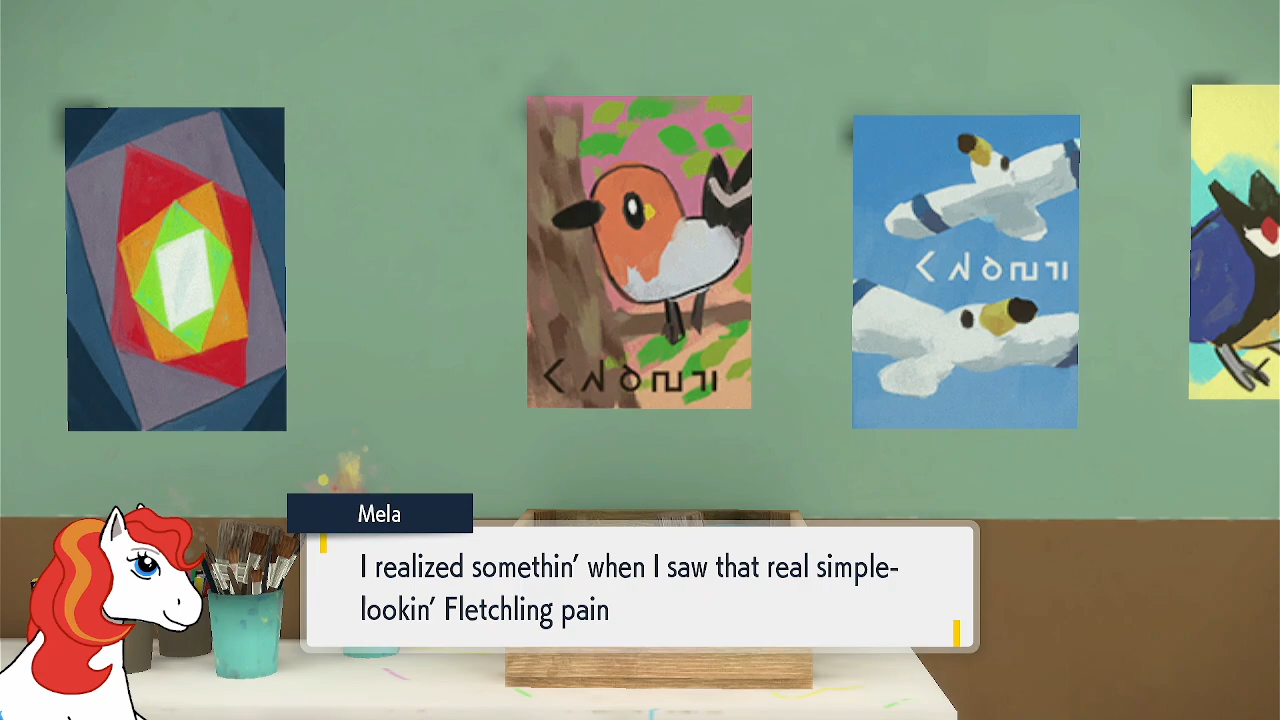 Mela
I realized somethin’ when I saw that real simple-
lookin’ Fletchling pain